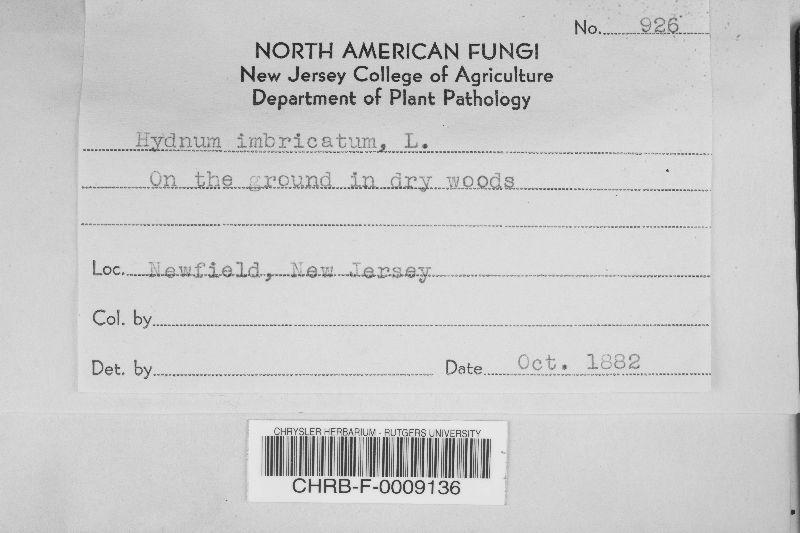 No. 926
NORTH AMERICAN FUNGI
New Jersey College of Agriculture
Department of Plant Pathology
Hydnum imbricatum, L.
On the ground in dry woods
Loc. Newfield, New Jersey
Col. by
Det. by Date Oct. 1882
CHRYSLER HERBARIUM - RUTGERS UNIVERSITY
CHRB-F-0009136